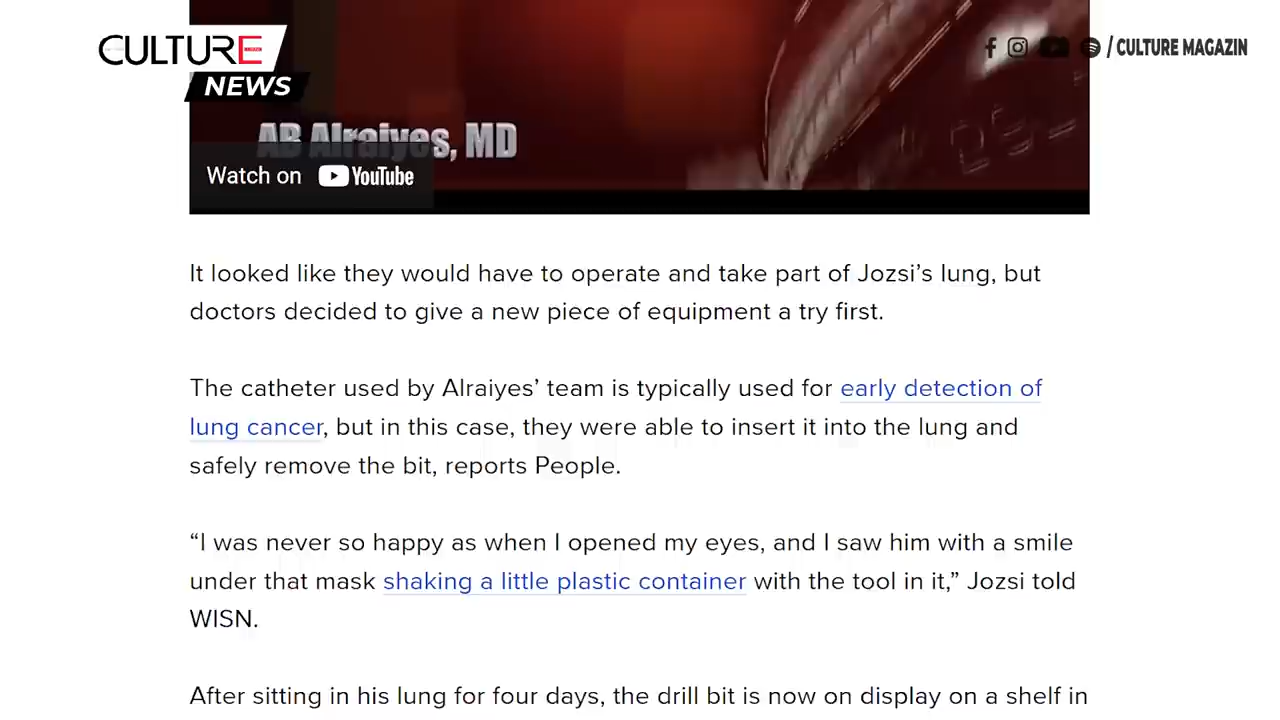 CULTURE
NEWS
/ CULTURE MAGAZIN
AB Alraiyes, MD
Watch on YouTube
It looked like they would have to operate and take part of Jozsi’s lung, but
doctors decided to give a new piece of equipment a try first.
The catheter used by Alraiyes’ team is typically used for early detection of
lung cancer, but in this case, they were able to insert it into the lung and
safely remove the bit, reports People.
“I was never so happy as when I opened my eyes, and I saw him with a smile
under that mask shaking a little plastic container with the tool in it,” Jozsi told
WISN.
After sitting in his lung for four days, the drill bit is now on display on a shelf in